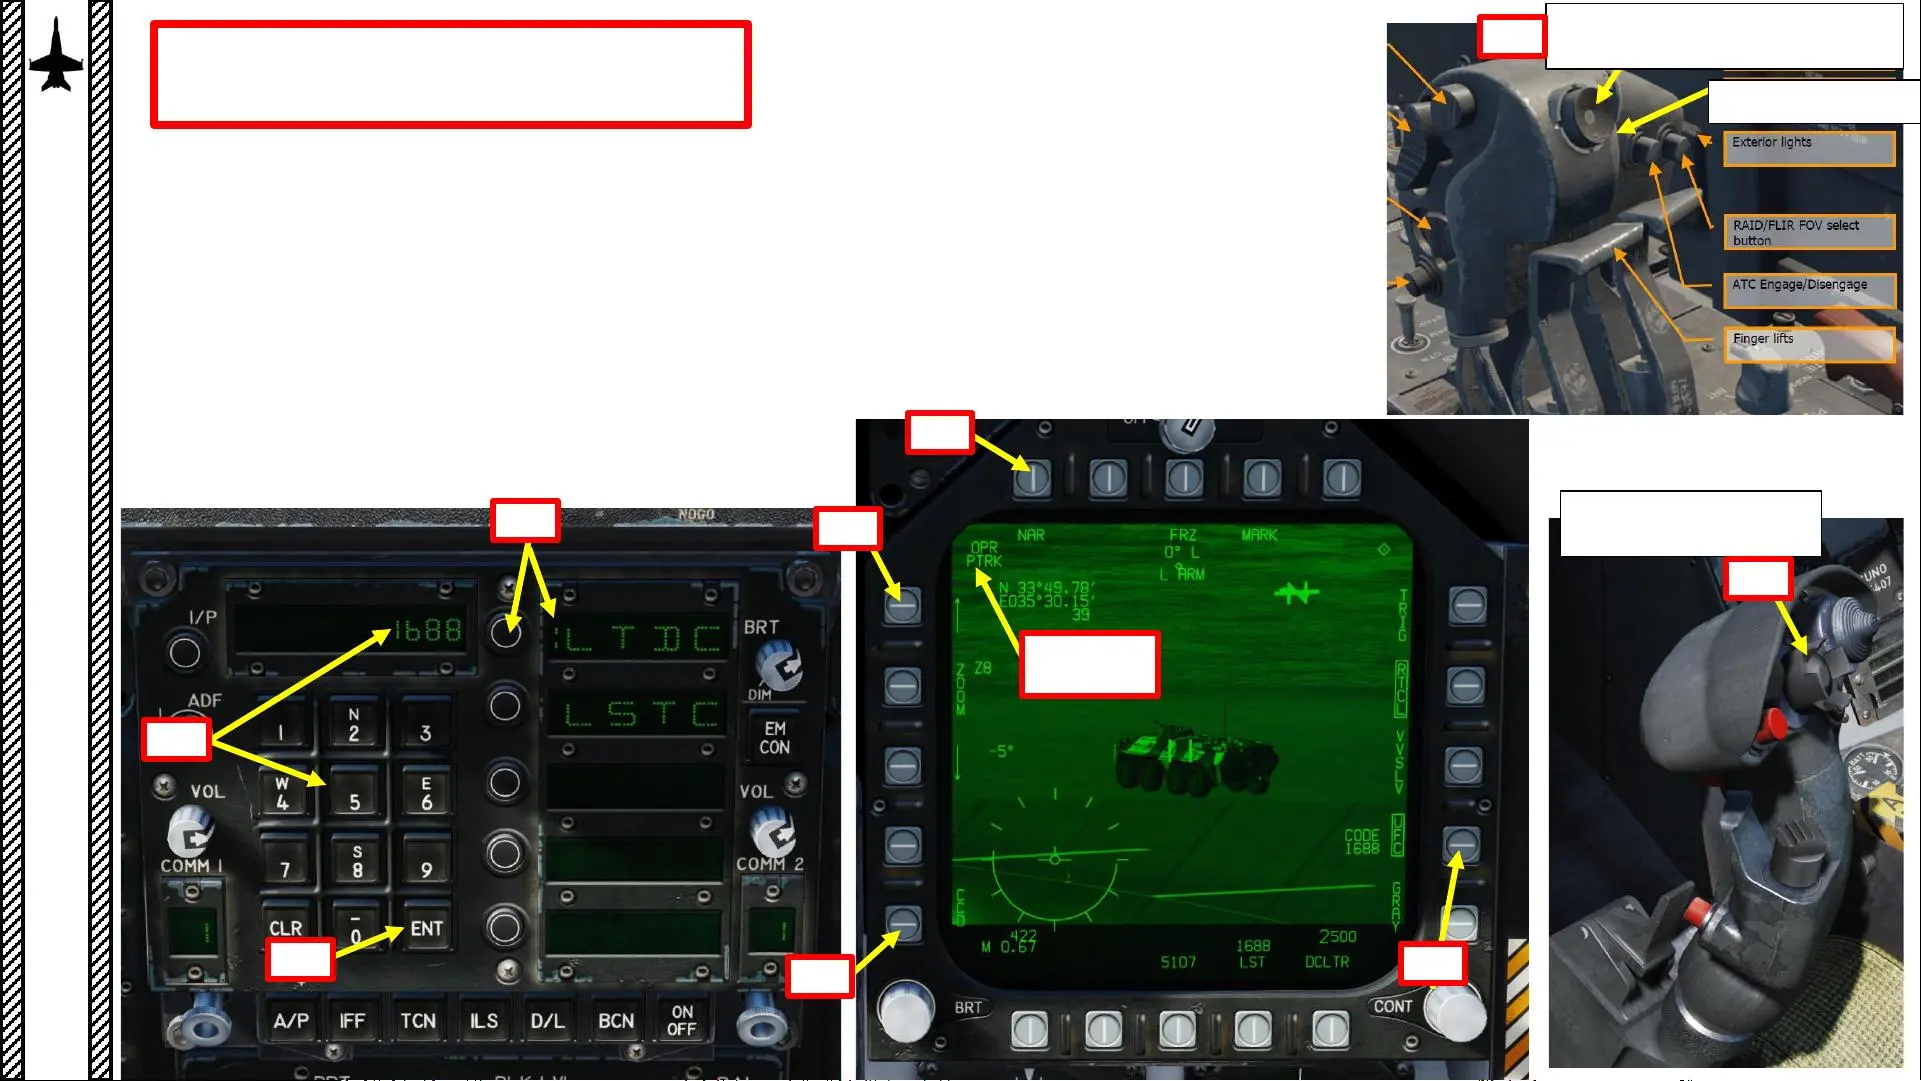 Exterior lights
RAID/FLIR FOV select
button
ATC Engage/Disengage
Finger lifts
NOGO
I/P
1688
LTDC
BRT
DIM
ADF
LSTC
1
N
2
3
EM
CON
VOL
W
4
5
E
6
VOL
COMM 1
7
S
8
9
COMM 2
CLR
–
0
ENT
A/P
IFF
TCN
ILS
D/L
BCN
ON
OFF
NAR
FRZ
MARK
OPR
PTRK
0° L
L ARM
N 33°49.78'
E035°30.15'
39
TRIG
ZOOM
Z8
RTCL
-5°
VVSLV
CODE
1688
UFC
GRAY
422
M 0.67
5107
1688
LST
2500
DCLTR
BRT
CONT